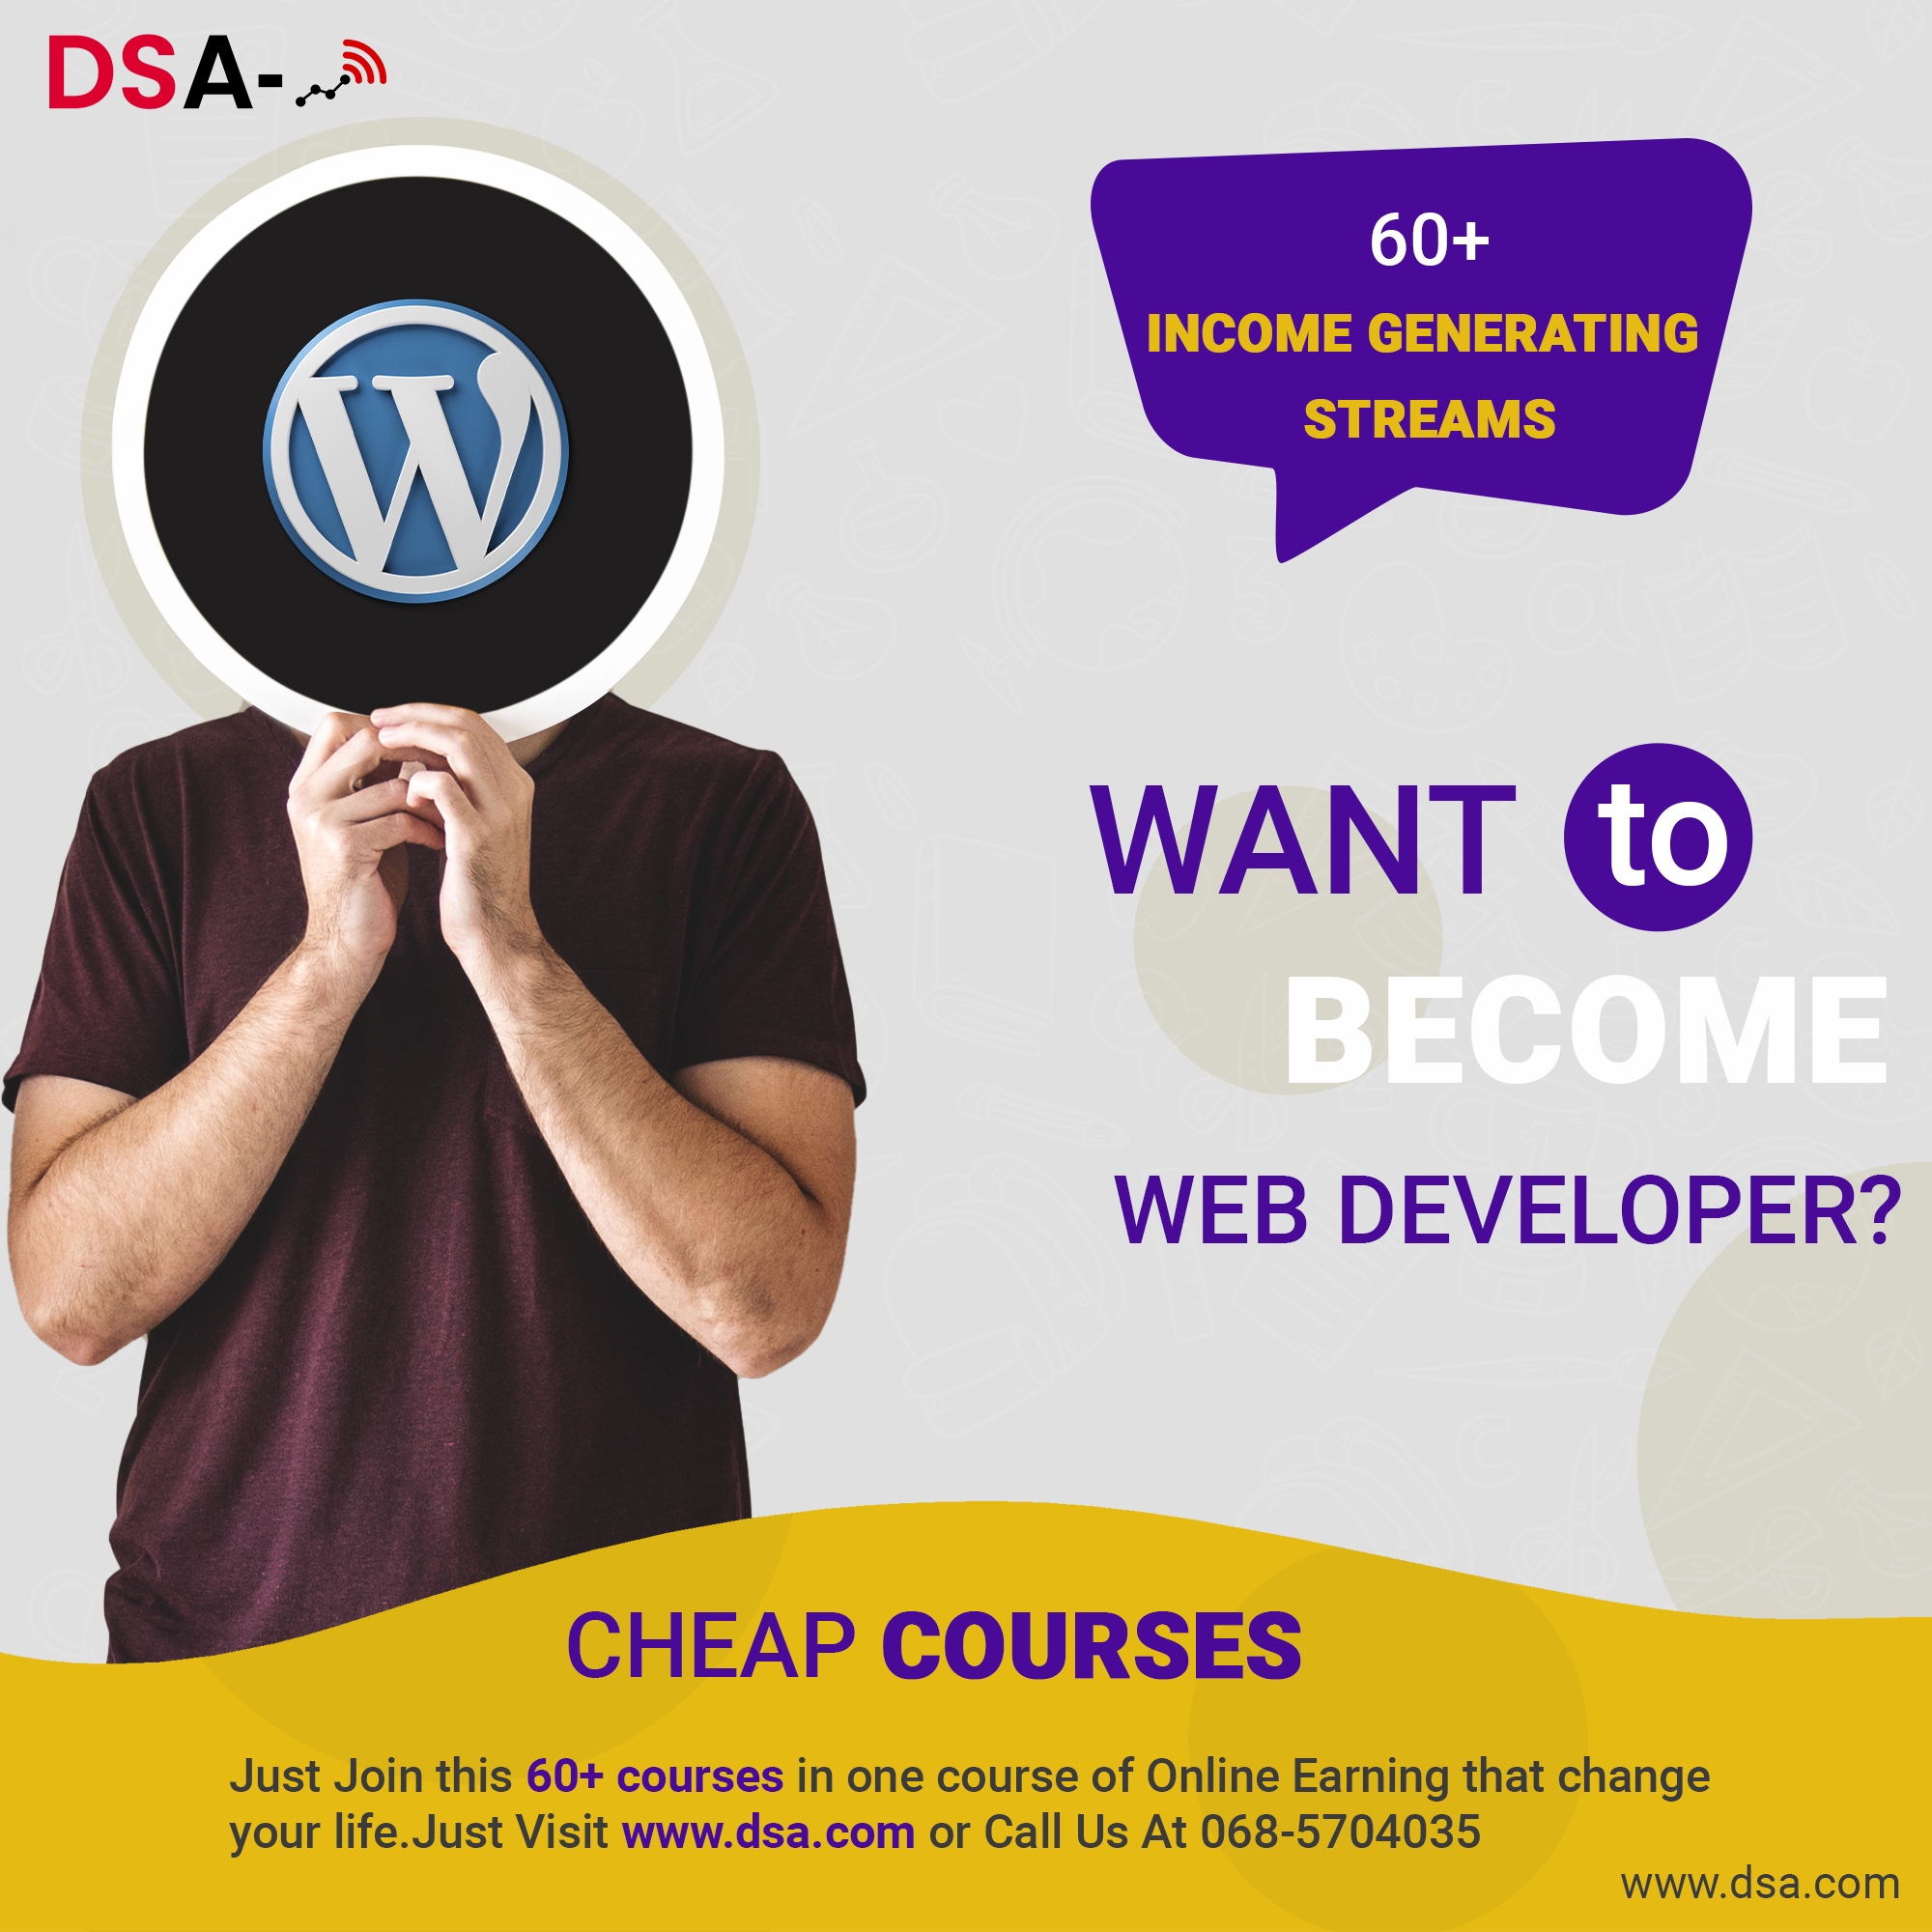 DSA-
60+
INCOME GENERATING
STREAMS
WANT to
BECOME
WEB DEVELOPER?
CHEAP COURSES
Just Join this 60+ courses in one course of Online Earning that change
your life.Just Visit www.dsa.com or Call Us At 068-5704035
www.dsa.com